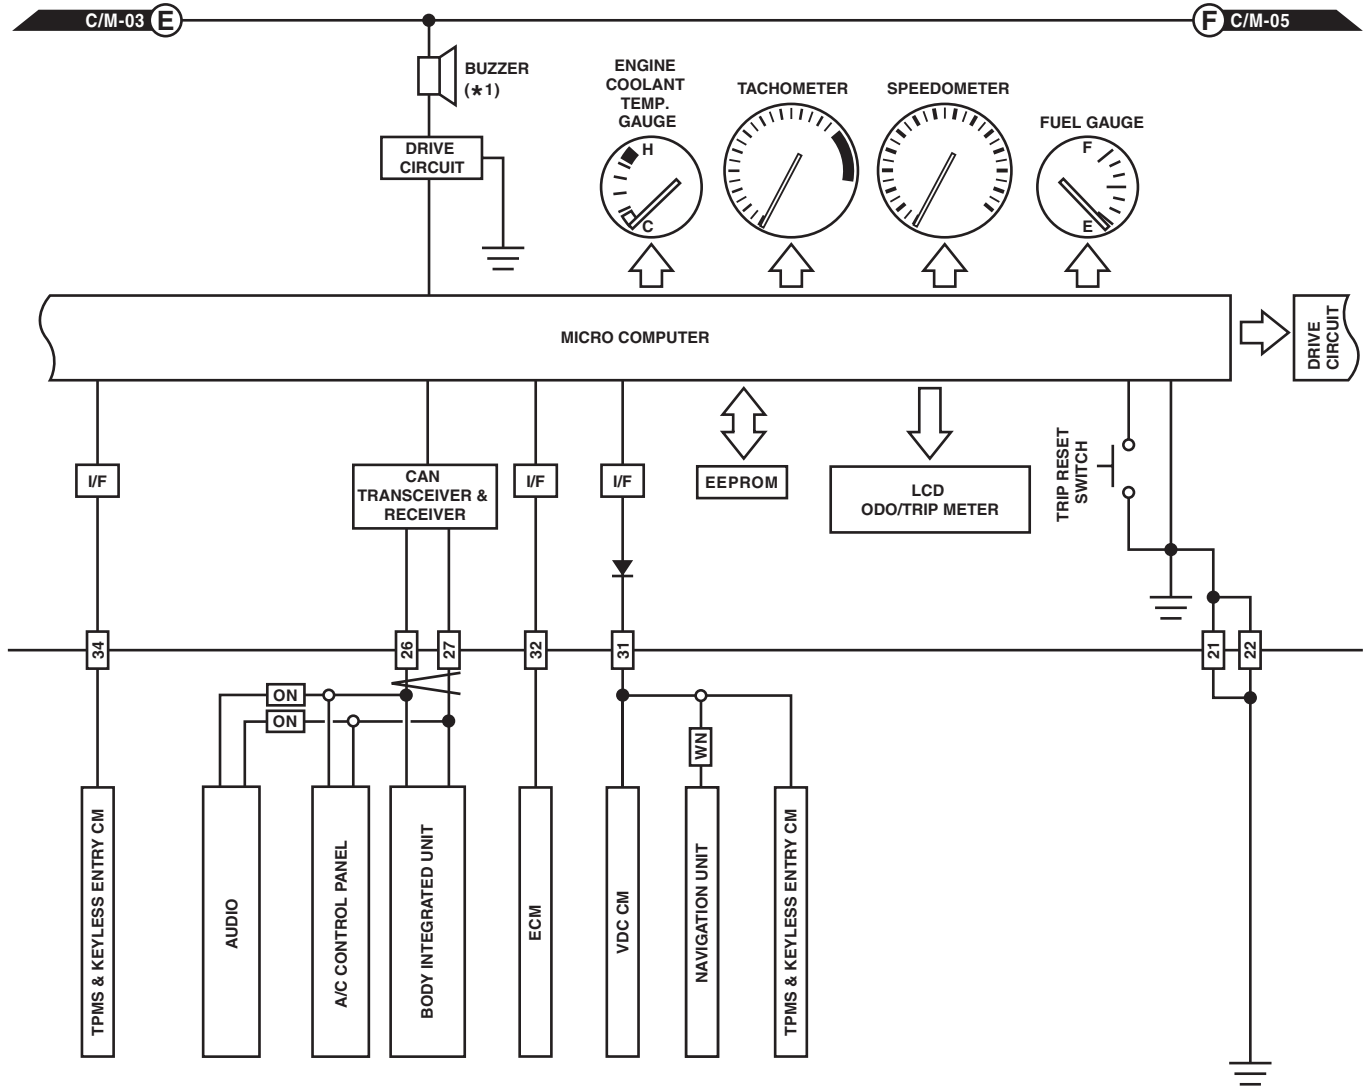 C/M-03 E
F C/M-05
BUZZER
(*1)
DRIVE
CIRCUIT
ENGINE
COOLANT
TEMP.
GAUGE
H
C
TACHOMETER
SPEEDOMETER
FUEL GAUGE
F
E
MICRO COMPUTER
DRIVE
CIRCUIT
I/F
CAN
TRANSCEIVER &
RECEIVER
I/F
I/F
EEPROM
LCD
ODO/TRIP METER
TRIP RESET
SWITCH
34
26
27
32
31
21
22
ON
ON
WN
TPMS & KEYLESS ENTRY CM
AUDIO
A/C CONTROL PANEL
BODY INTEGRATED UNIT
ECM
VDC CM
NAVIGATION UNIT
TPMS & KEYLESS ENTRY CM